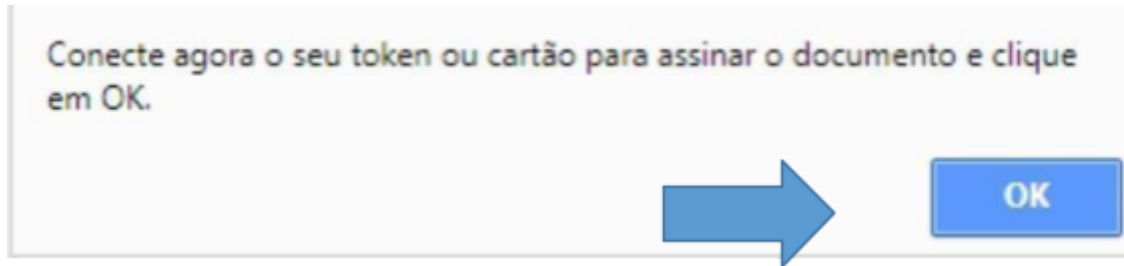 Conecte agora o seu token ou cartão para assinar o documento e clique
em OK.
OK